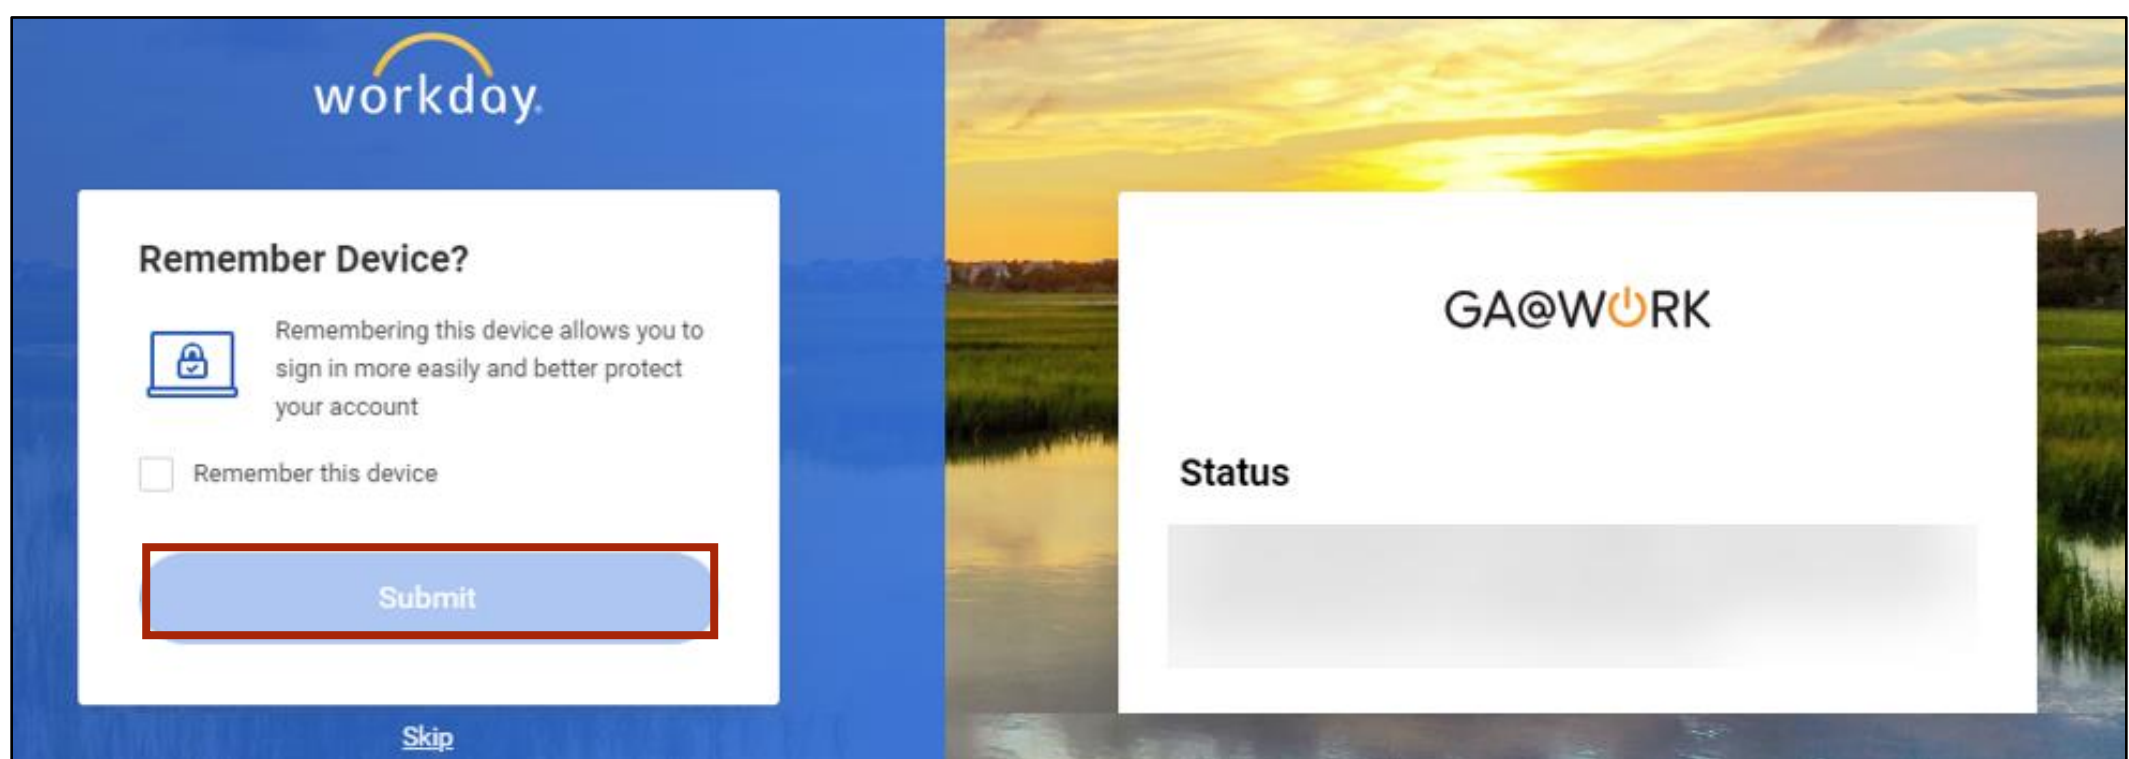 workday.
Remember Device?
Remembering this device allows you to
sign in more easily and better protect
your account
Remember this device
Submit
Skip
GA@WORK
Status